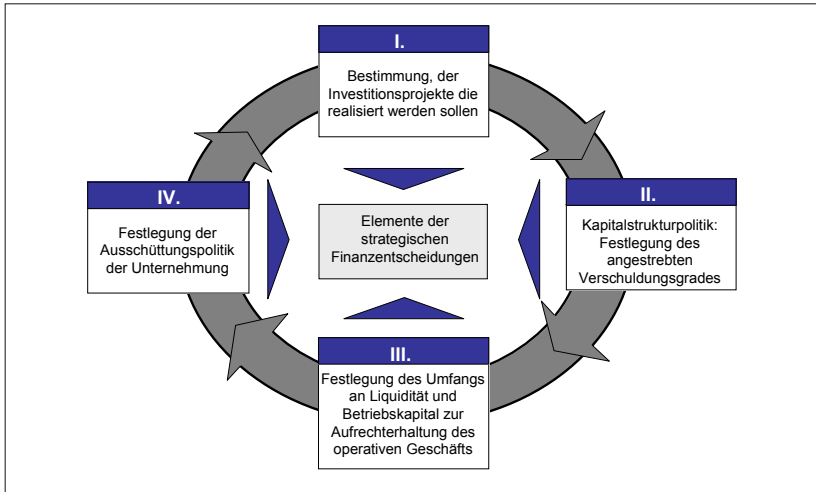 I.
Bestimmung, der
Investitionsprojekte die
realisiert werden sollen
II.
Kapitalstrukturpolitik:
Festlegung des
angestrebten
Verschuldungsgrades
III.
Festlegung des Umfangs
an Liquidität und
Betriebskapital zur
Aufrechterhaltung des
operativen Geschäfts
IV.
Festlegung der
Ausschüttungspolitik
der Unternehmung
Elemente der
strategischen
Finanzentscheidungen